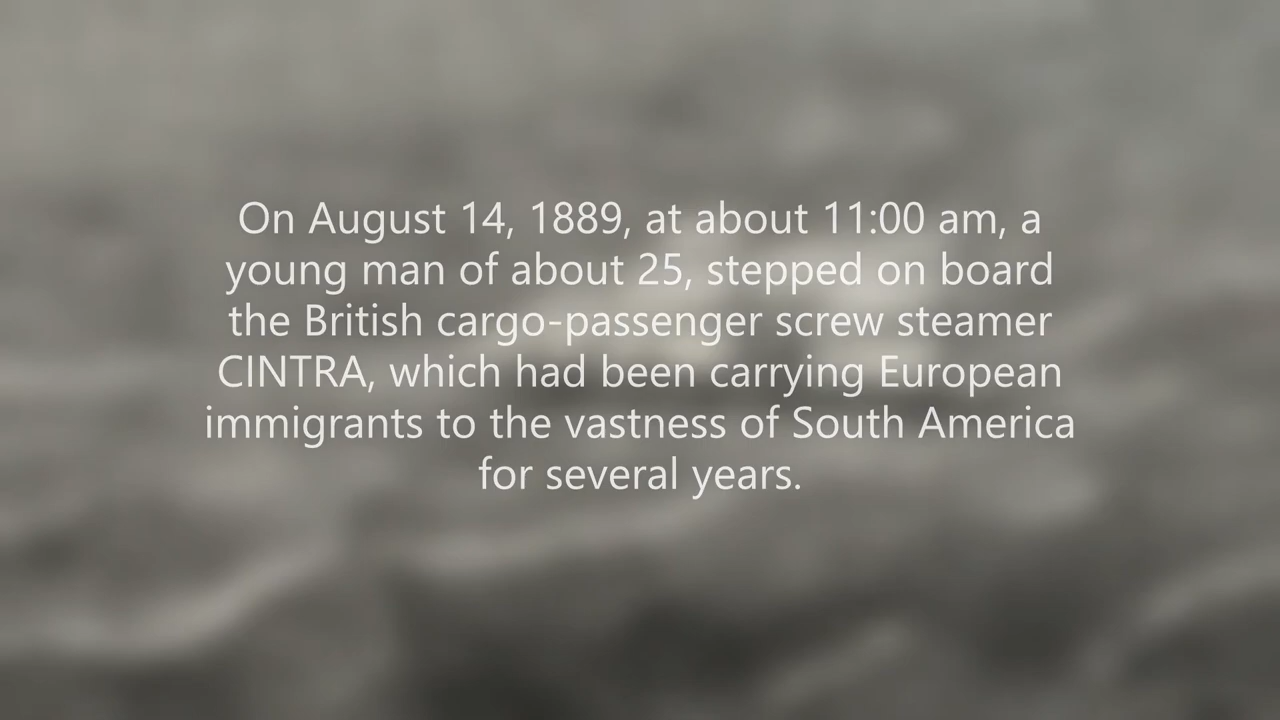 On August 14, 1889, at about 11:00 am, a
young man of about 25, stepped on board
the British cargo-passenger screw steamer
CINTRA, which had been carrying European
immigrants to the vastness of South America
for several years.